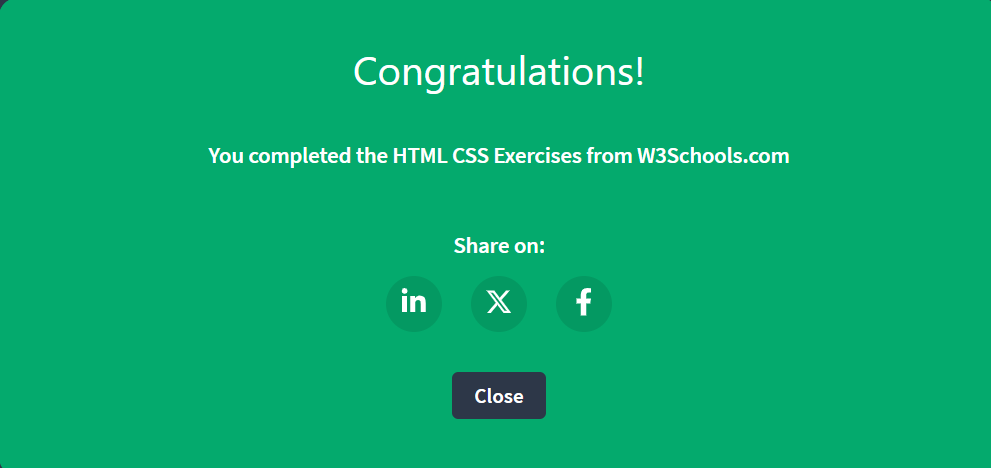 Congratulations!
You completed the HTML CSS Exercises from W3Schools.com
Share on:
in X f
Close